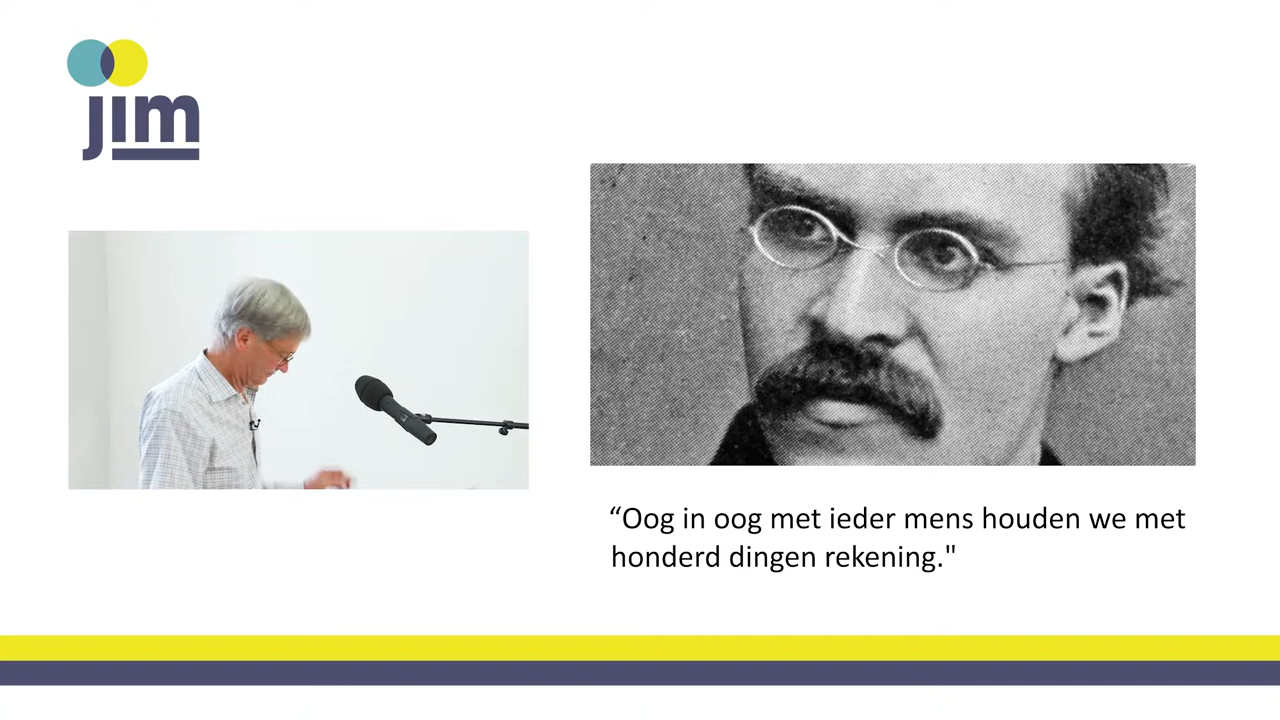 jim
“Oog in oog met ieder mens houden we met
honderd dingen rekening."